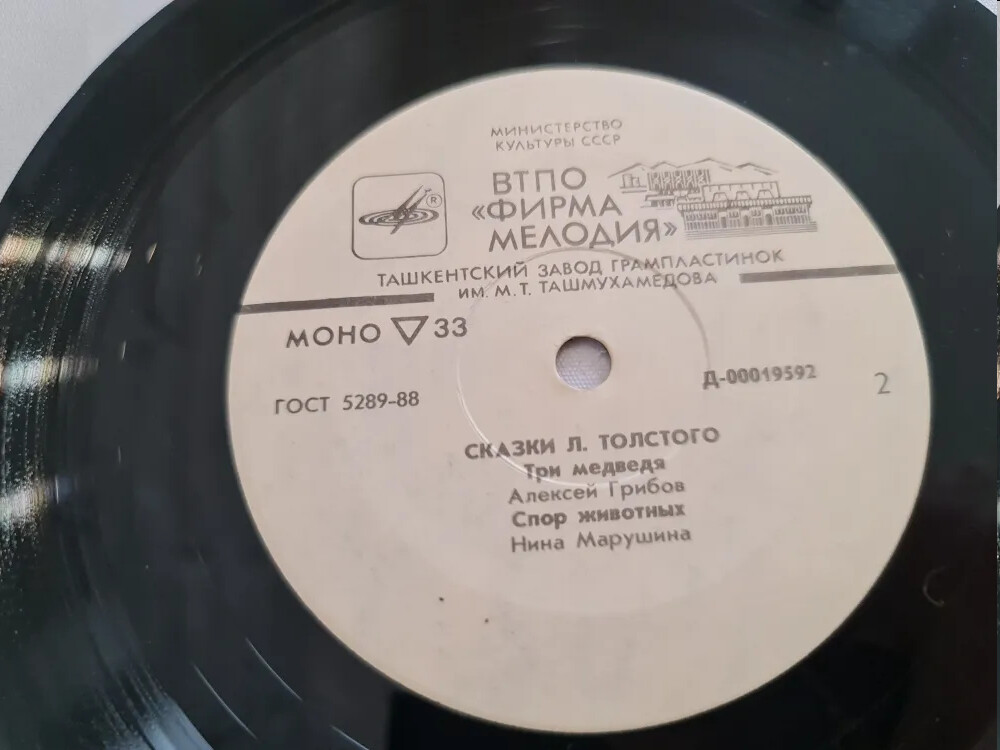 МИНИСТЕРСТВО
КУЛЬТУРЫ СССР
®
ВТПО
«ФИРМА
МЕЛОДИЯ»
ТАШКЕНТСКИЙ ЗАВОД ГРАМПЛАСТИНОК
ИМ. М. Т. ТАШМУХАМЕДОВА
МОНО ▽ 33
ГОСТ 5289-88
Д-00019592
2
СКАЗКИ Л. ТОЛСТОГО
Три медведя
Алексей Грибов
Спор животных
Нина Марушина